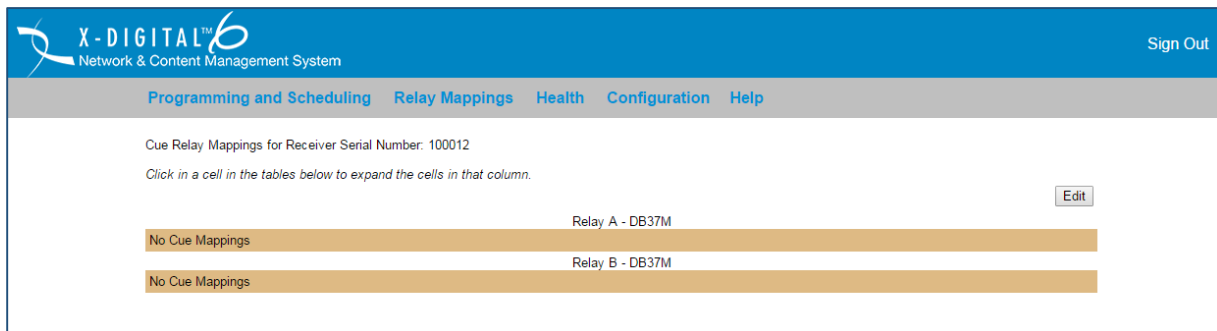 X-DIGITAL™6
Network & Content Management System
Sign Out
Programming and Scheduling Relay Mappings Health Configuration Help
Cue Relay Mappings for Receiver Serial Number: 100012
Click in a cell in the tables below to expand the cells in that column.
Edit
Relay A - DB37M
No Cue Mappings
Relay B - DB37M
No Cue Mappings